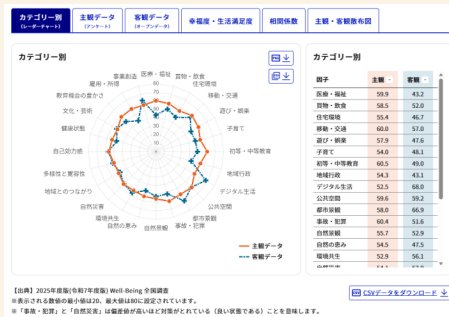 カテゴリー別
(レーダーチャート)
主観データ
(アンケート)
客観データ
(オープンデータ)
幸福度・生活満足度
相関係数
主観・客観散布図
カテゴリー別
医療・福祉
買物・飲食
住宅環境
移動・交通
遊び・娯楽
子育て
初等・中等教育
地域行政
デジタル生活
公共空間
都市景観
事故・犯罪
自然景観
自然の恵み
環境共生
自然災害
地域とのつながり
多様性と寛容性
自己効力感
健康状態
文化・芸術
教育機会の豊かさ
雇用・所得
事業創造
80
70
60
50
40
30
20
主観データ
客観データ
カテゴリー別
因子 主観 客観
医療・福祉 59.9 43.2
買物・飲食 58.5 52.0
住宅環境 55.4 46.7
移動・交通 60.0 57.0
遊び・娯楽 57.9 47.6
子育て 54.0 48.1
初等・中等教育 60.5 49.0
地域行政 54.3 43.1
デジタル生活 52.5 68.0
公共空間 59.6 59.2
都市景観 58.0 66.9
事故・犯罪 60.4 51.6
自然景観 55.7 52.9
自然の恵み 54.5 47.5
環境共生 52.9 56.1
【出典】2025年度版(令和7年度版) Well-Being 全国調査
※表示される数値の最小値は20、最大値は80に設定されています。
※「事故・犯罪」と「自然災害」は偏差値が高いほど対策がとれている（良い状態である）ことを意味します。
CSVデータをダウンロード